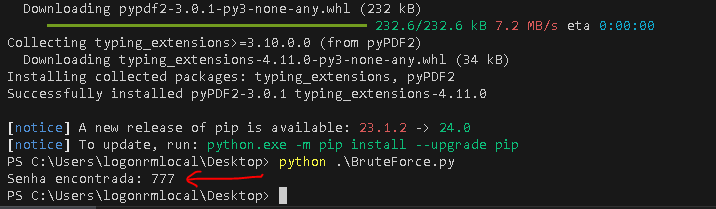 Downloading pypdf2-3.0.1-py3-none-any.whl (232 kB)
232.6/232.6 kB 7.2 MB/s eta 0:00:00
Collecting typing_extensions>=3.10.0.0 (from pyPDF2)
Downloading typing_extensions-4.11.0-py3-none-any.whl (34 kB)
Installing collected packages: typing_extensions, pyPDF2
Successfully installed pyPDF2-3.0.1 typing_extensions-4.11.0
[notice] A new release of pip is available: 23.1.2 -> 24.0
[notice] To update, run: python.exe -m pip install --upgrade pip
PS C:\Users\logonrmlocal\Desktop> python .\BruteForce.py
Senha encontrada: 777
PS C:\Users\logonrmlocal\Desktop>